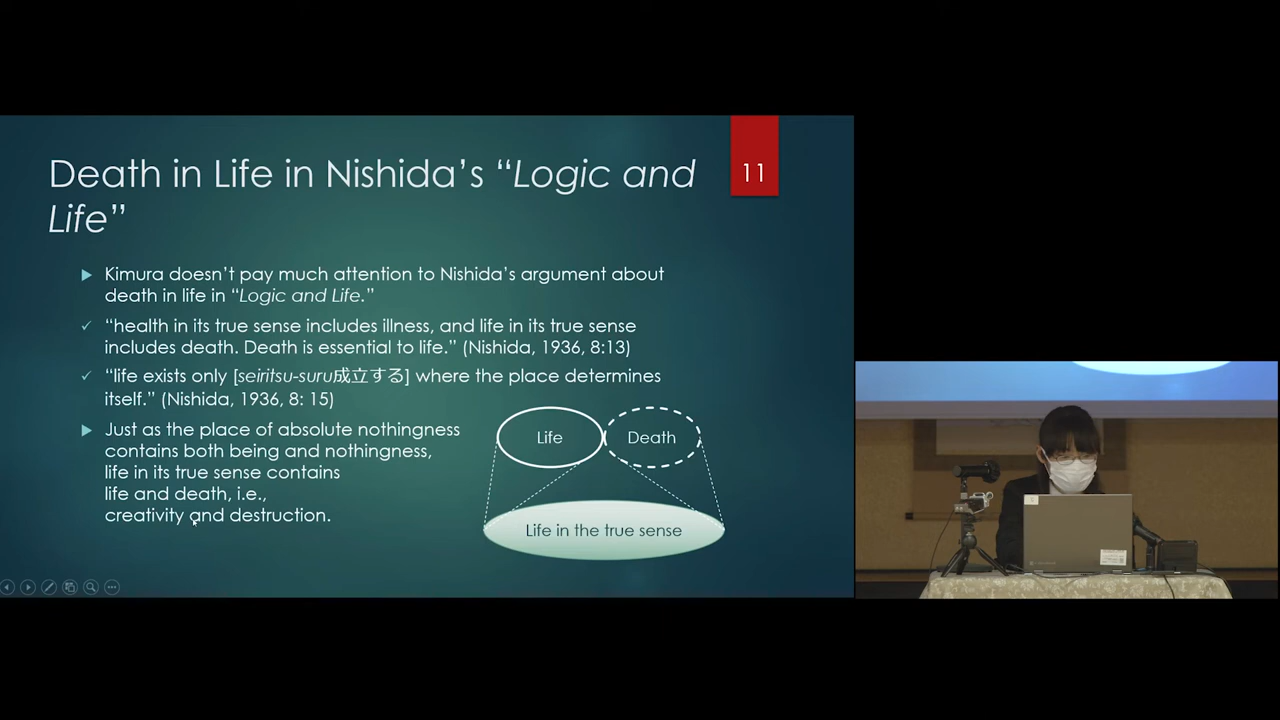 Death in Life in Nishida's “Logic and
Life”
11
Kimura doesn't pay much attention to Nishida's argument about
death in life in “Logic and Life.”
“health in its true sense includes illness, and life in its true sense
includes death. Death is essential to life.” (Nishida, 1936, 8:13)
“life exists only [seiritsu-suru成立する] where the place determines
itself.” (Nishida, 1936, 8: 15)
Just as the place of absolute nothingness
contains both being and nothingness,
life in its true sense contains
life and death, i.e.,
creativity and destruction.
Life
Death
Life in the true sense